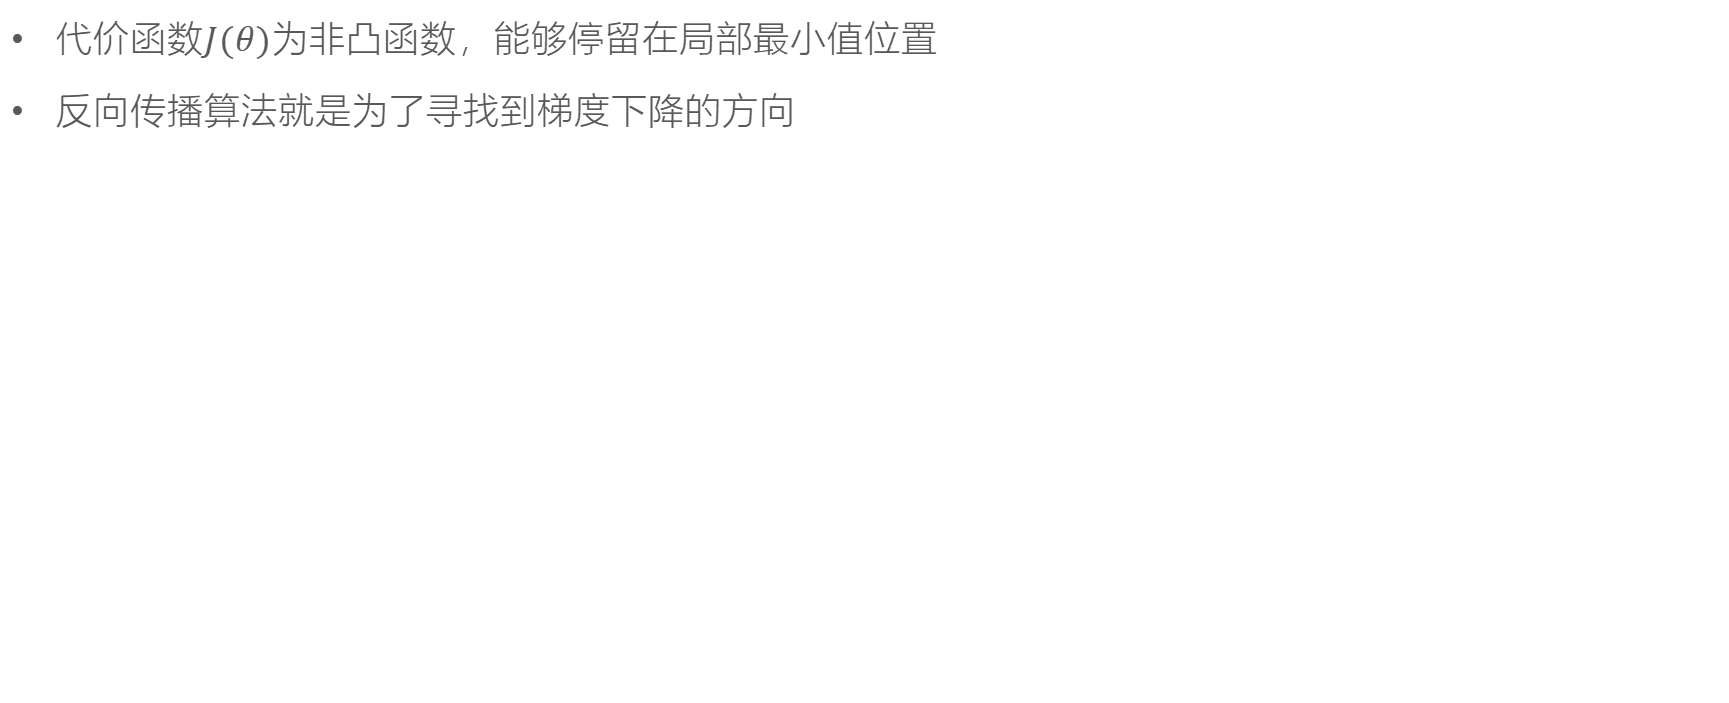 • 代价函数J(θ)为非凸函数，能够停留在局部最小值位置
• 反向传播算法就是为了寻找到梯度下降的方向